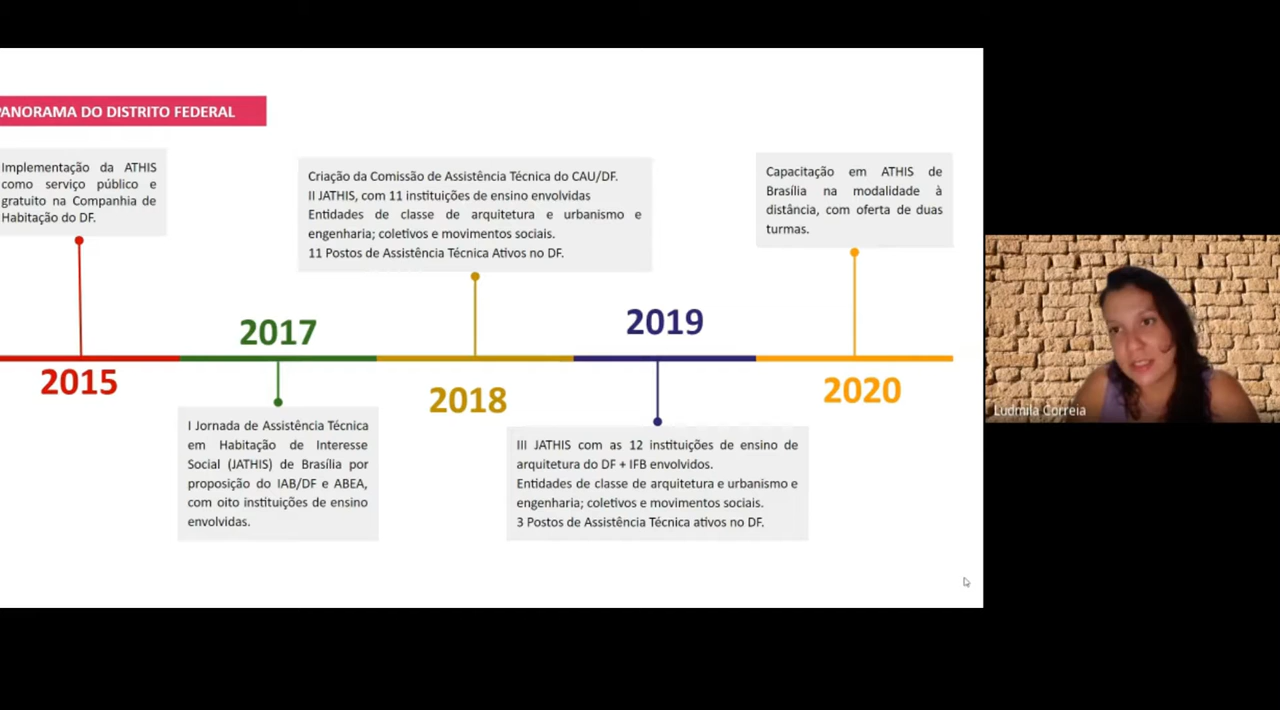 PANORAMA DO DISTRITO FEDERAL
Implementação da ATHIS
como serviço público e
gratuito na Companhia de
Habitação do DF.
2015
2017
I Jornada de Assistência Técnica
em Habitação de Interesse
Social (JATHIS) de Brasília por
proposição do IAB/DF e ABEA,
com oito instituições de ensino
envolvidas.
Criação da Comissão de Assistência Técnica do CAU/DF.
II JATHIS, com 11 instituições de ensino envolvidas
Entidades de classe de arquitetura e urbanismo e
engenharia; coletivos e movimentos sociais.
11 Postos de Assistência Técnica Ativos no DF.
2018
2019
III JATHIS com as 12 instituições de ensino de
arquitetura do DF + IFB envolvidos.
Entidades de classe de arquitetura e urbanismo e
engenharia; coletivos e movimentos sociais.
3 Postos de Assistência Técnica ativos no DF.
Capacitação em ATHIS de
Brasília na modalidade à
distância, com oferta de duas
turmas.
2020
Ludmila Correia